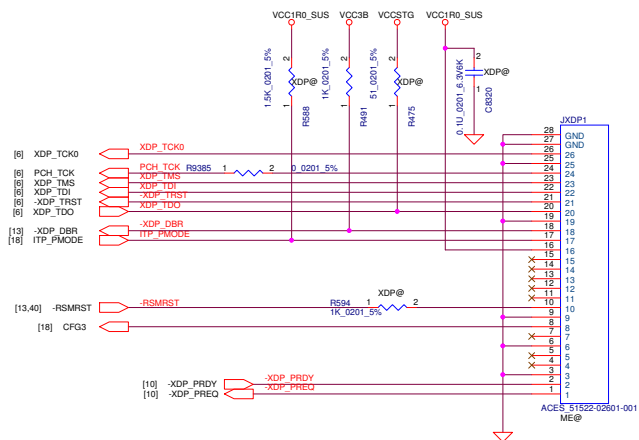 VCC1R0_SUS VCC3B VCCSTG VCC1R0_SUS
2 2 2 2
1.5K_0201_5% XDP@ 1K_0201_5% 51_0201_5% XDP@ 0.1U_0201_6.3V6K XDP@
1 R588 1 R491 1 R475 1 C8320
JXDP1
28 GND
27 GND
[6] XDP_TCK0 XDP_TCK0 26 26
25 25
[6] PCH_TCK PCH_TCK R9385 1 2 0_0201_5% 24 24
[6] XDP_TMS XDP_TMS 23 23
[6] XDP_TDI XDP_TDI 22 22
[6] -XDP_TRST -XDP_TRST 21 21
[6] XDP_TDO XDP_TDO 20 20
19 19
[13] -XDP_DBR -XDP_DBR 18 18
[18] ITP_PMODE ITP_PMODE 17 17
16 16
15 15
14 14
13 13
12 12
11 11
XDP@
[13,40] -RSMRST -RSMRST R594 1 2 10 10
1K_0201_5%
9 9
[18] CFG3 8 8
7 7
6 6
5 5
4 4
3 3
[10] -XDP_PRDY -XDP_PRDY 2 2
[10] -XDP_PREQ -XDP_PREQ 1 1
ACES_51522-02601-001
ME@